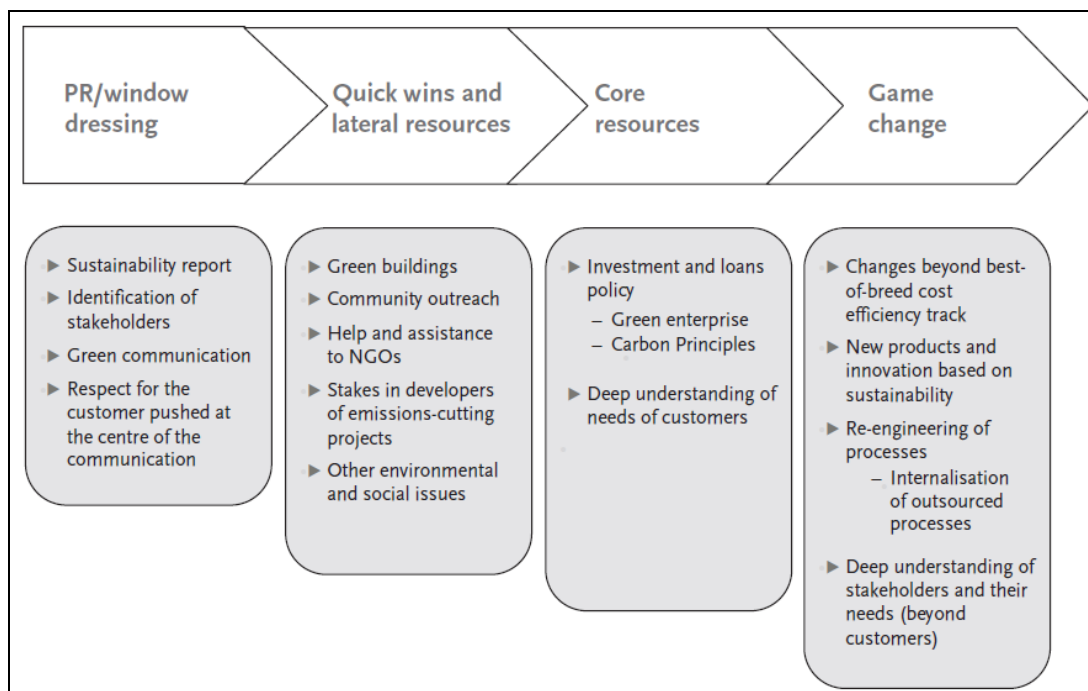 PR/window
dressing
Quick wins and
lateral resources
Core
resources
Game
change
▶ Sustainability report
▶ Identification of
stakeholders
▶ Green communication
▶ Respect for the
customer pushed at
the centre of the
communication
▶ Green buildings
▶ Community outreach
▶ Help and assistance
to NGOs
▶ Stakes in developers
of emissions-cutting
projects
▶ Other environmental
and social issues
▶ Investment and loans
policy
– Green enterprise
– Carbon Principles
▶ Deep understanding of
needs of customers
▶ Changes beyond best-
of-breed cost
efficiency track
▶ New products and
innovation based on
sustainability
▶ Re-engineering of
processes
– Internalisation
of outsourced
processes
▶ Deep understanding of
stakeholders and their
needs (beyond
customers)